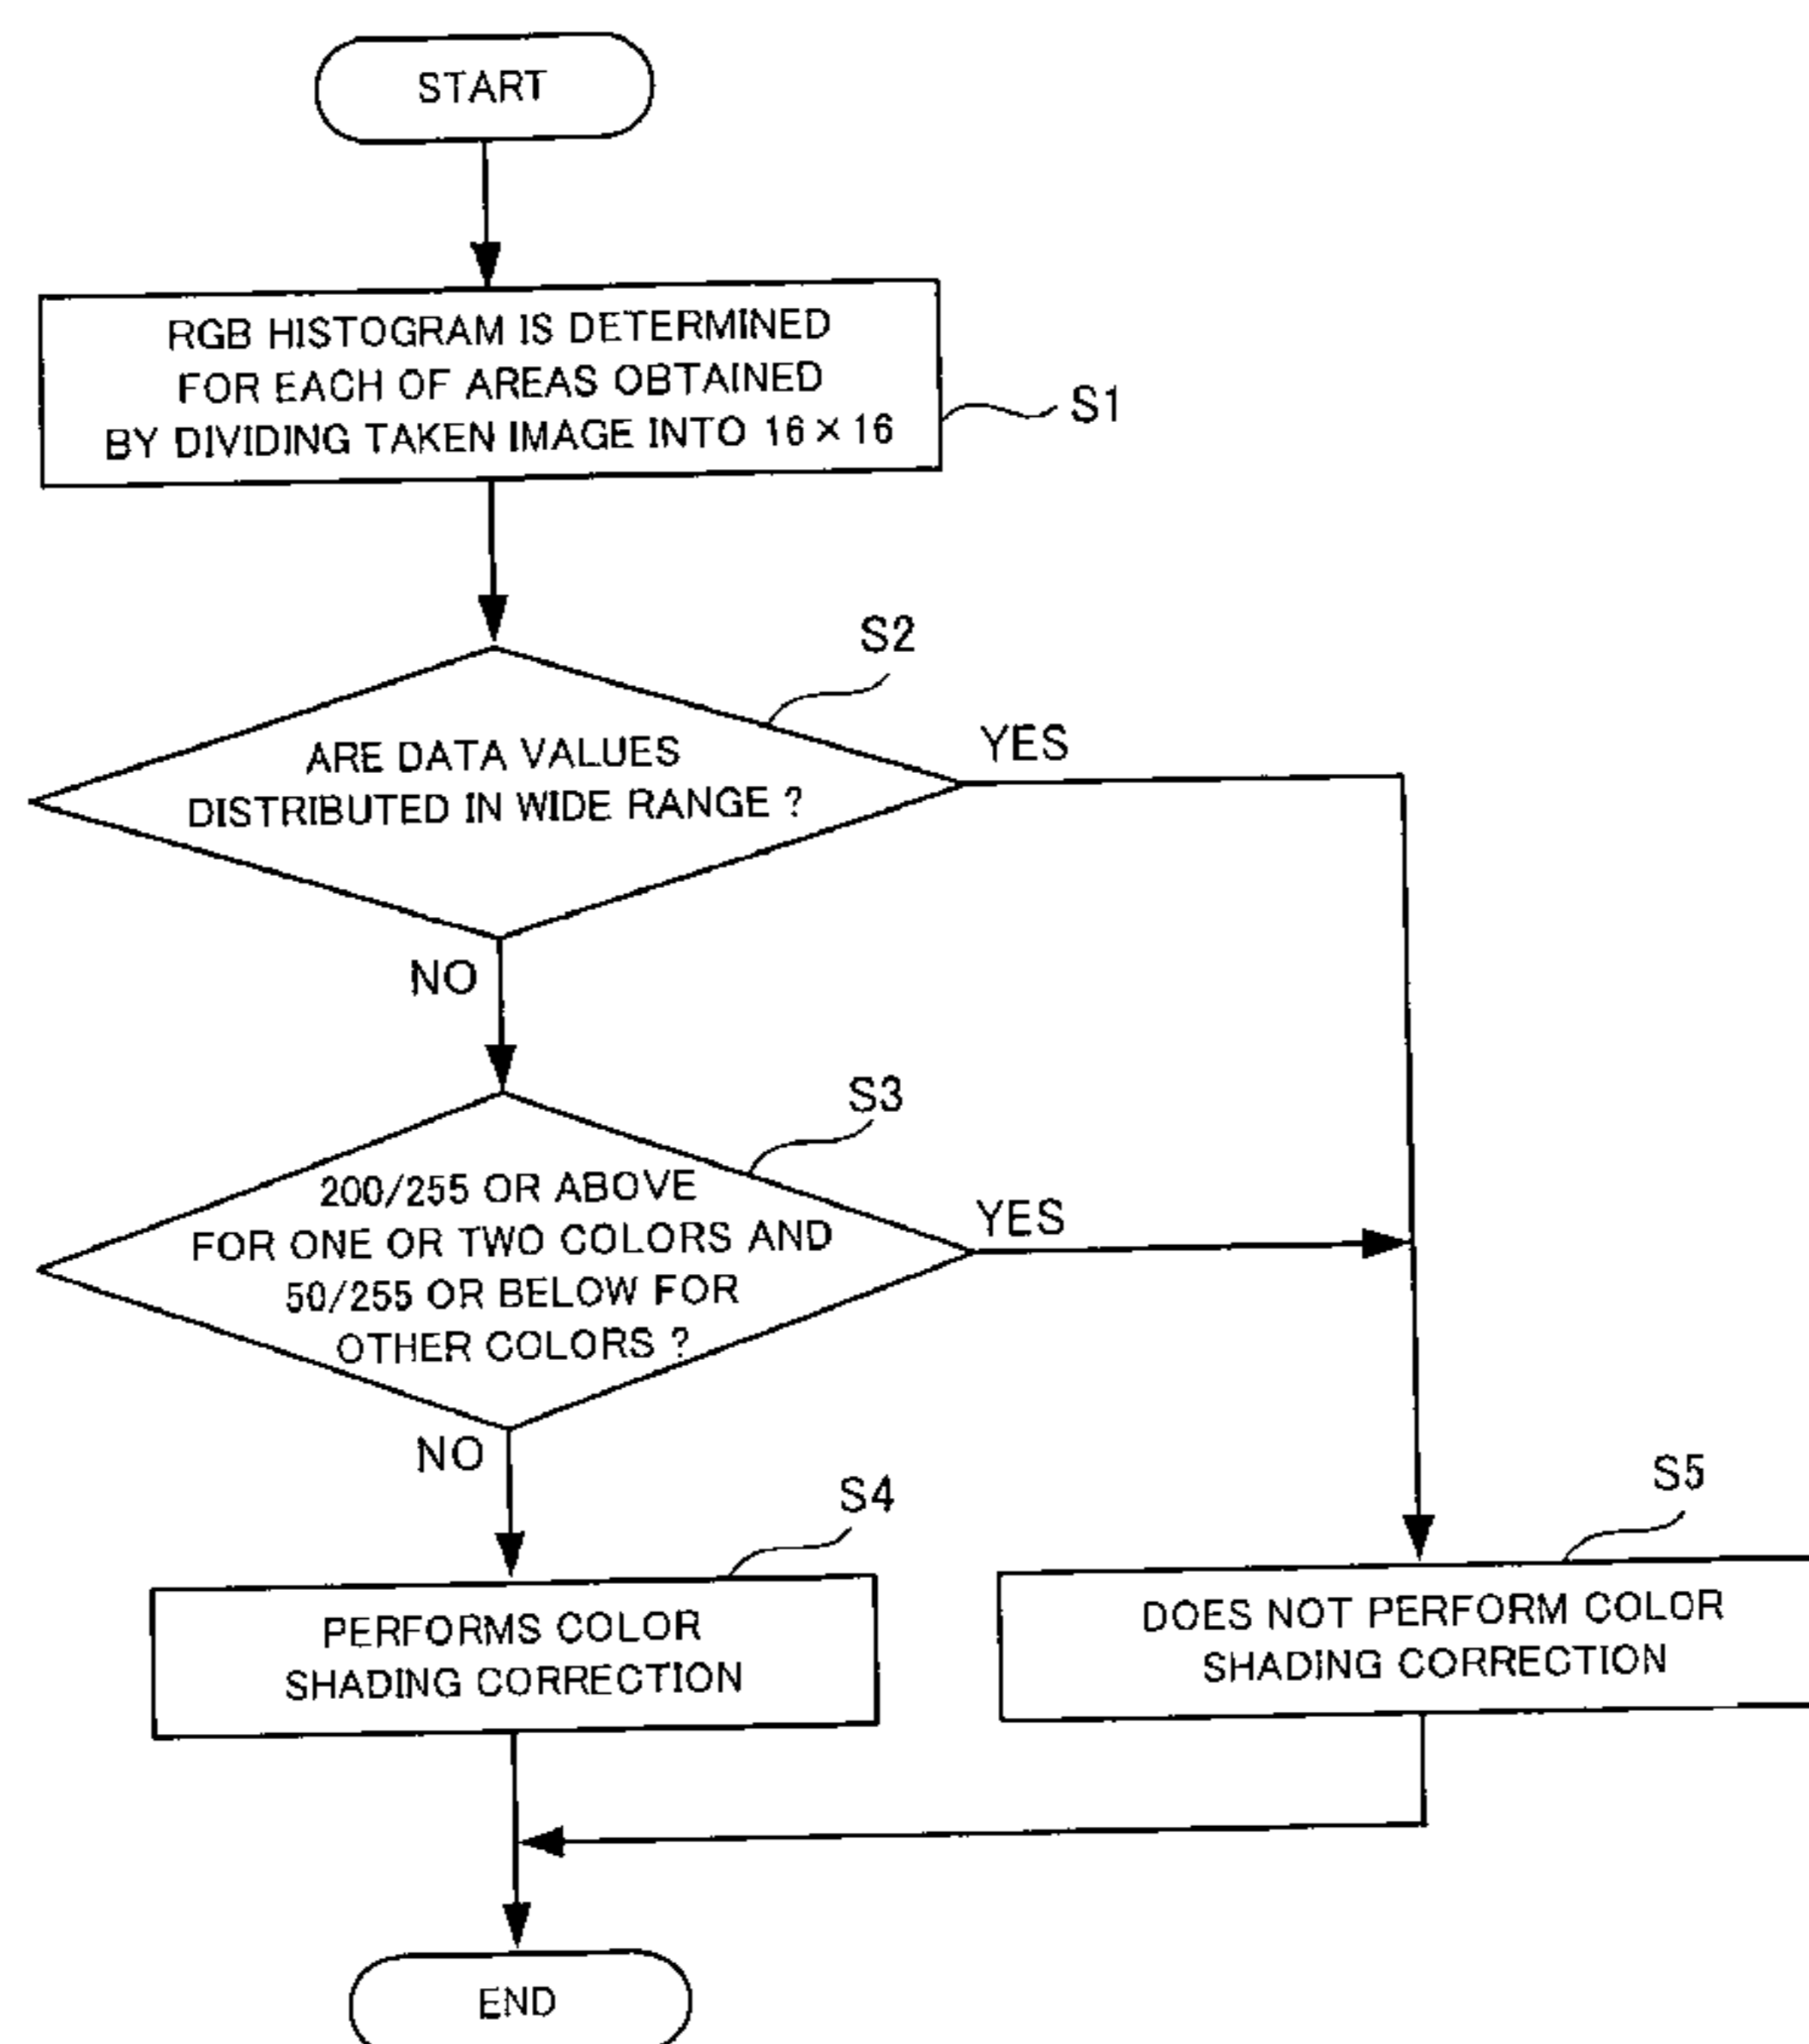 START
RGB HISTOGRAM IS DETERMINED
FOR EACH OF AREAS OBTAINED
BY DIVIDING TAKEN IMAGE INTO 16 × 16
S1
S2
ARE DATA VALUES
DISTRIBUTED IN WIDE RANGE ?
YES
NO
S3
200/255 OR ABOVE
FOR ONE OR TWO COLORS AND
50/255 OR BELOW FOR
OTHER COLORS ?
YES
NO
S4
PERFORMS COLOR
SHADING CORRECTION
S5
DOES NOT PERFORM COLOR
SHADING CORRECTION
END